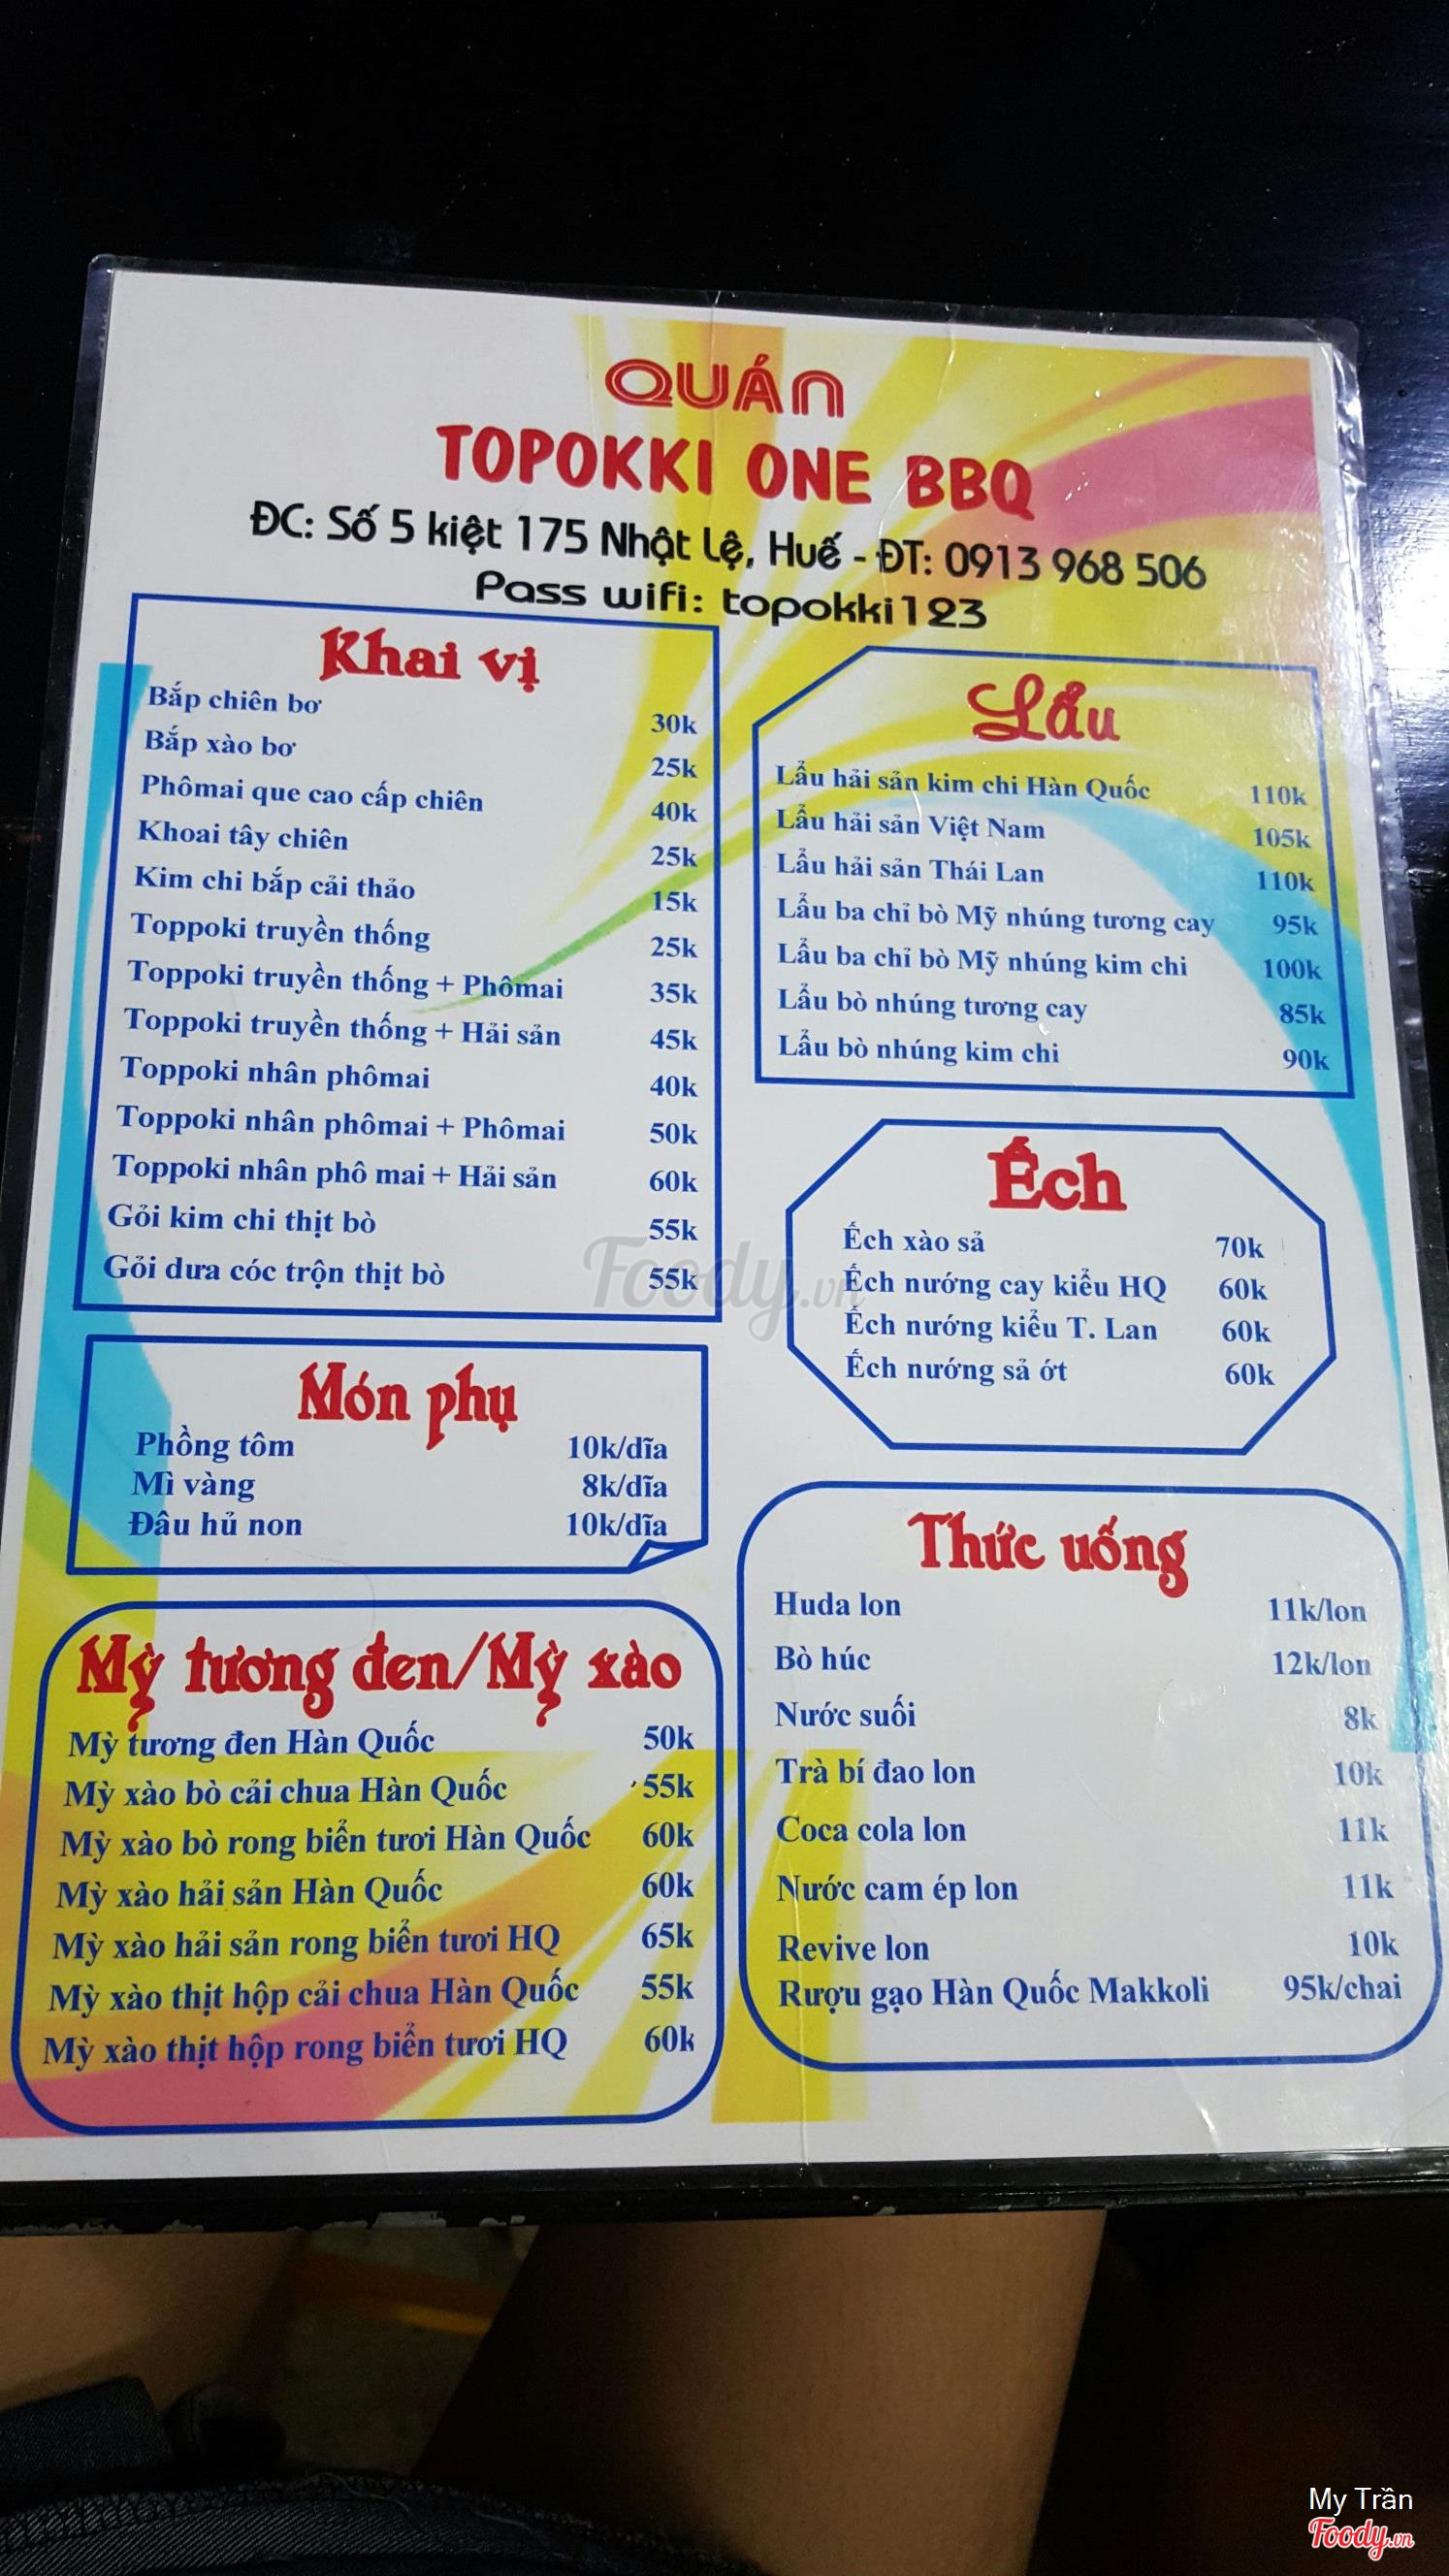 QUÁN
TOPOKKI ONE BBQ
ĐC: Số 5 kiệt 175 Nhật Lệ, Huế - ĐT: 0913 968 506
Pass wifi: topokki123
Khai vị
Bắp chiên bơ 30k
Bắp xào bơ 25k
Phômai que cao cấp chiên 40k
Khoai tây chiên 25k
Kim chi bắp cải thảo 15k
Toppoki truyền thống 25k
Toppoki truyền thống + Phômai 35k
Toppoki truyền thống + Hải sản 45k
Toppoki nhân phômai 40k
Toppoki nhân phômai + Phômai 50k
Toppoki nhân phô mai + Hải sản 60k
Gỏi kim chi thịt bò 55k
Gỏi dưa cóc trộn thịt bò 55k
Món phụ
Phồng tôm 10k/dĩa
Mì vàng 8k/dĩa
Đâu hủ non 10k/dĩa
Mỳ tương đen/Mỳ xào
Mỳ tương đen Hàn Quốc 50k
Mỳ xào bò cải chua Hàn Quốc 55k
Mỳ xào bò rong biển tươi Hàn Quốc 60k
Mỳ xào hải sản Hàn Quốc 60k
Mỳ xào hải sản rong biển tươi HQ 65k
Mỳ xào thịt hộp cải chua Hàn Quốc 55k
Mỳ xào thịt hộp rong biển tươi HQ 60k
Lẩu
Lẩu hải sản kim chi Hàn Quốc 110k
Lẩu hải sản Việt Nam 105k
Lẩu hải sản Thái Lan 110k
Lẩu ba chỉ bò Mỹ nhúng tương cay 95k
Lẩu ba chỉ bò Mỹ nhúng kim chi 100k
Lẩu bò nhúng tương cay 85k
Lẩu bò nhúng kim chi 90k
Ếch
Ếch xào sả 70k
Ếch nướng cay kiểu HQ 60k
Ếch nướng kiểu T. Lan 60k
Ếch nướng sả ớt 60k
Thức uống
Huda lon 11k/lon
Bò húc 12k/lon
Nước suối 8k
Trà bí đao lon 10k
Coca cola lon 11k
Nước cam ép lon 11k
Revive lon 10k
Rượu gạo Hàn Quốc Makkoli 95k/chai
Foody.vn
My Trần
Foody.vn